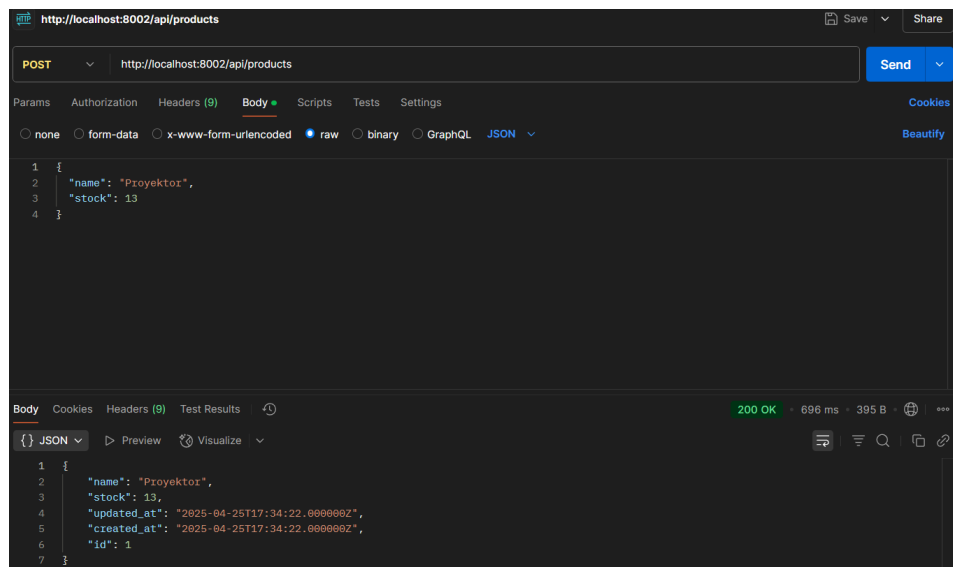 HTTP http://localhost:8002/api/products Save Share
POST http://localhost:8002/api/products Send
Params Authorization Headers (9) Body Scripts Tests Settings Cookies
none form-data x-www-form-urlencoded raw binary GraphQL JSON Beautify
1 {
2 "name": "Proyektor",
3 "stock": 13
4 }
Body Cookies Headers (9) Test Results 200 OK 696 ms 395 B
{} JSON Preview Visualize
1 {
2 "name": "Proyektor",
3 "stock": 13,
4 "updated_at": "2025-04-25T17:34:22.000000Z",
5 "created_at": "2025-04-25T17:34:22.000000Z",
6 "id": 1
7 }